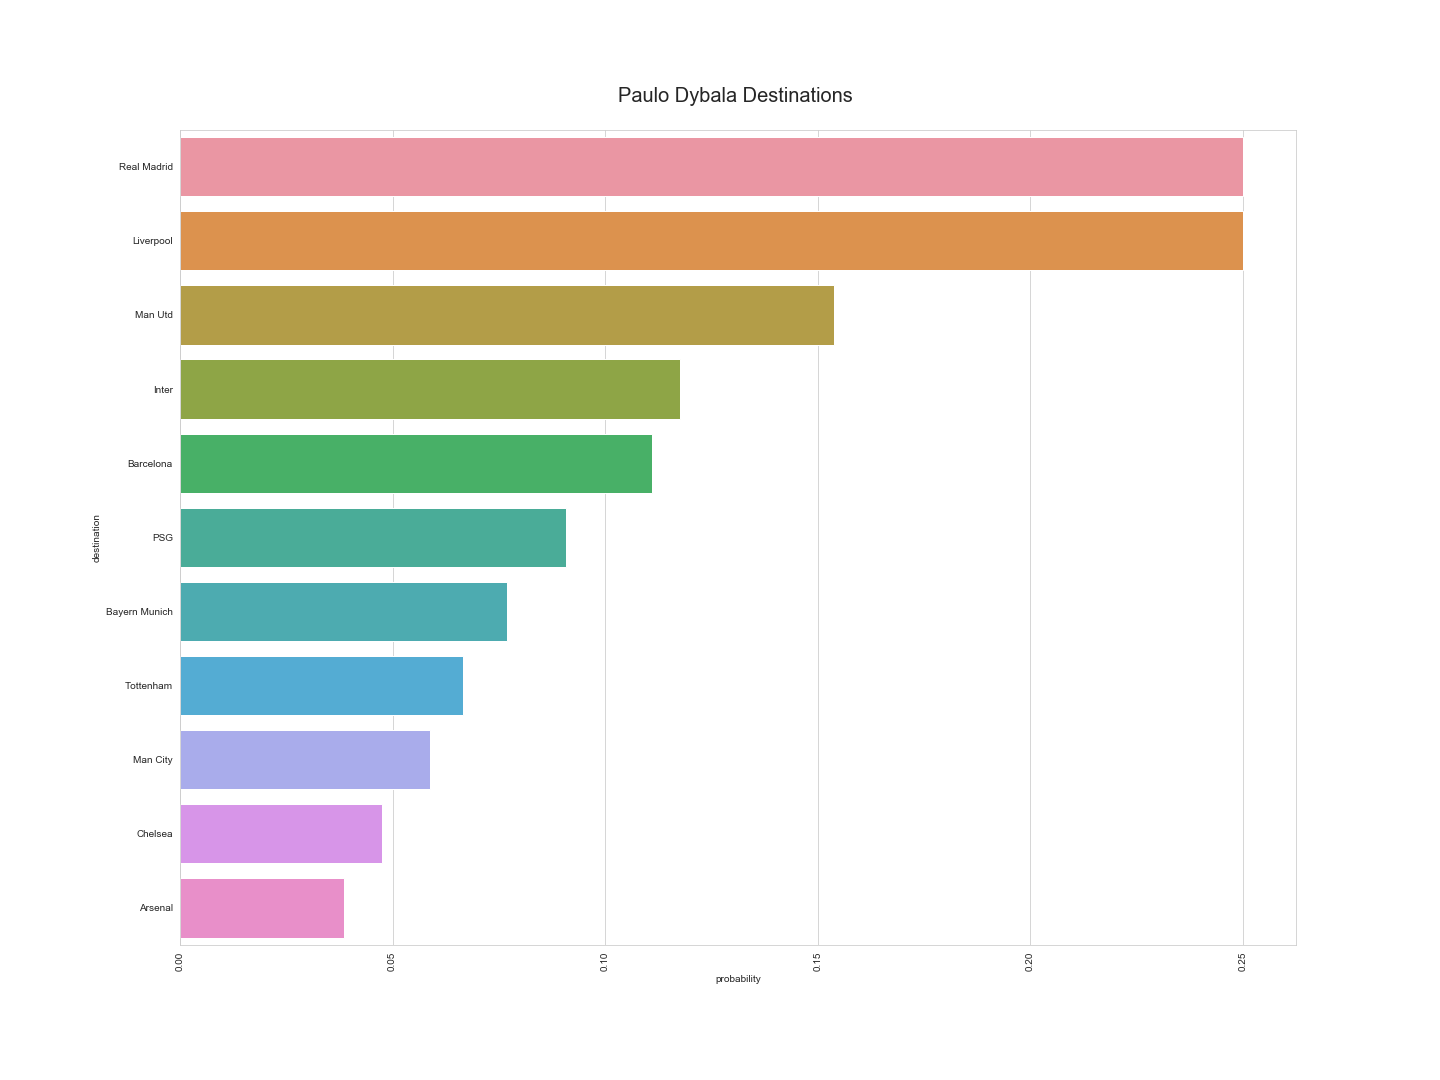 Paulo Dybala Destinations
Real Madrid
Liverpool
Man Utd
Inter
Barcelona
PSG
Bayern Munich
Tottenham
Man City
Chelsea
Arsenal
destination
0.00
0.05
0.10
0.15
0.20
0.25
probability